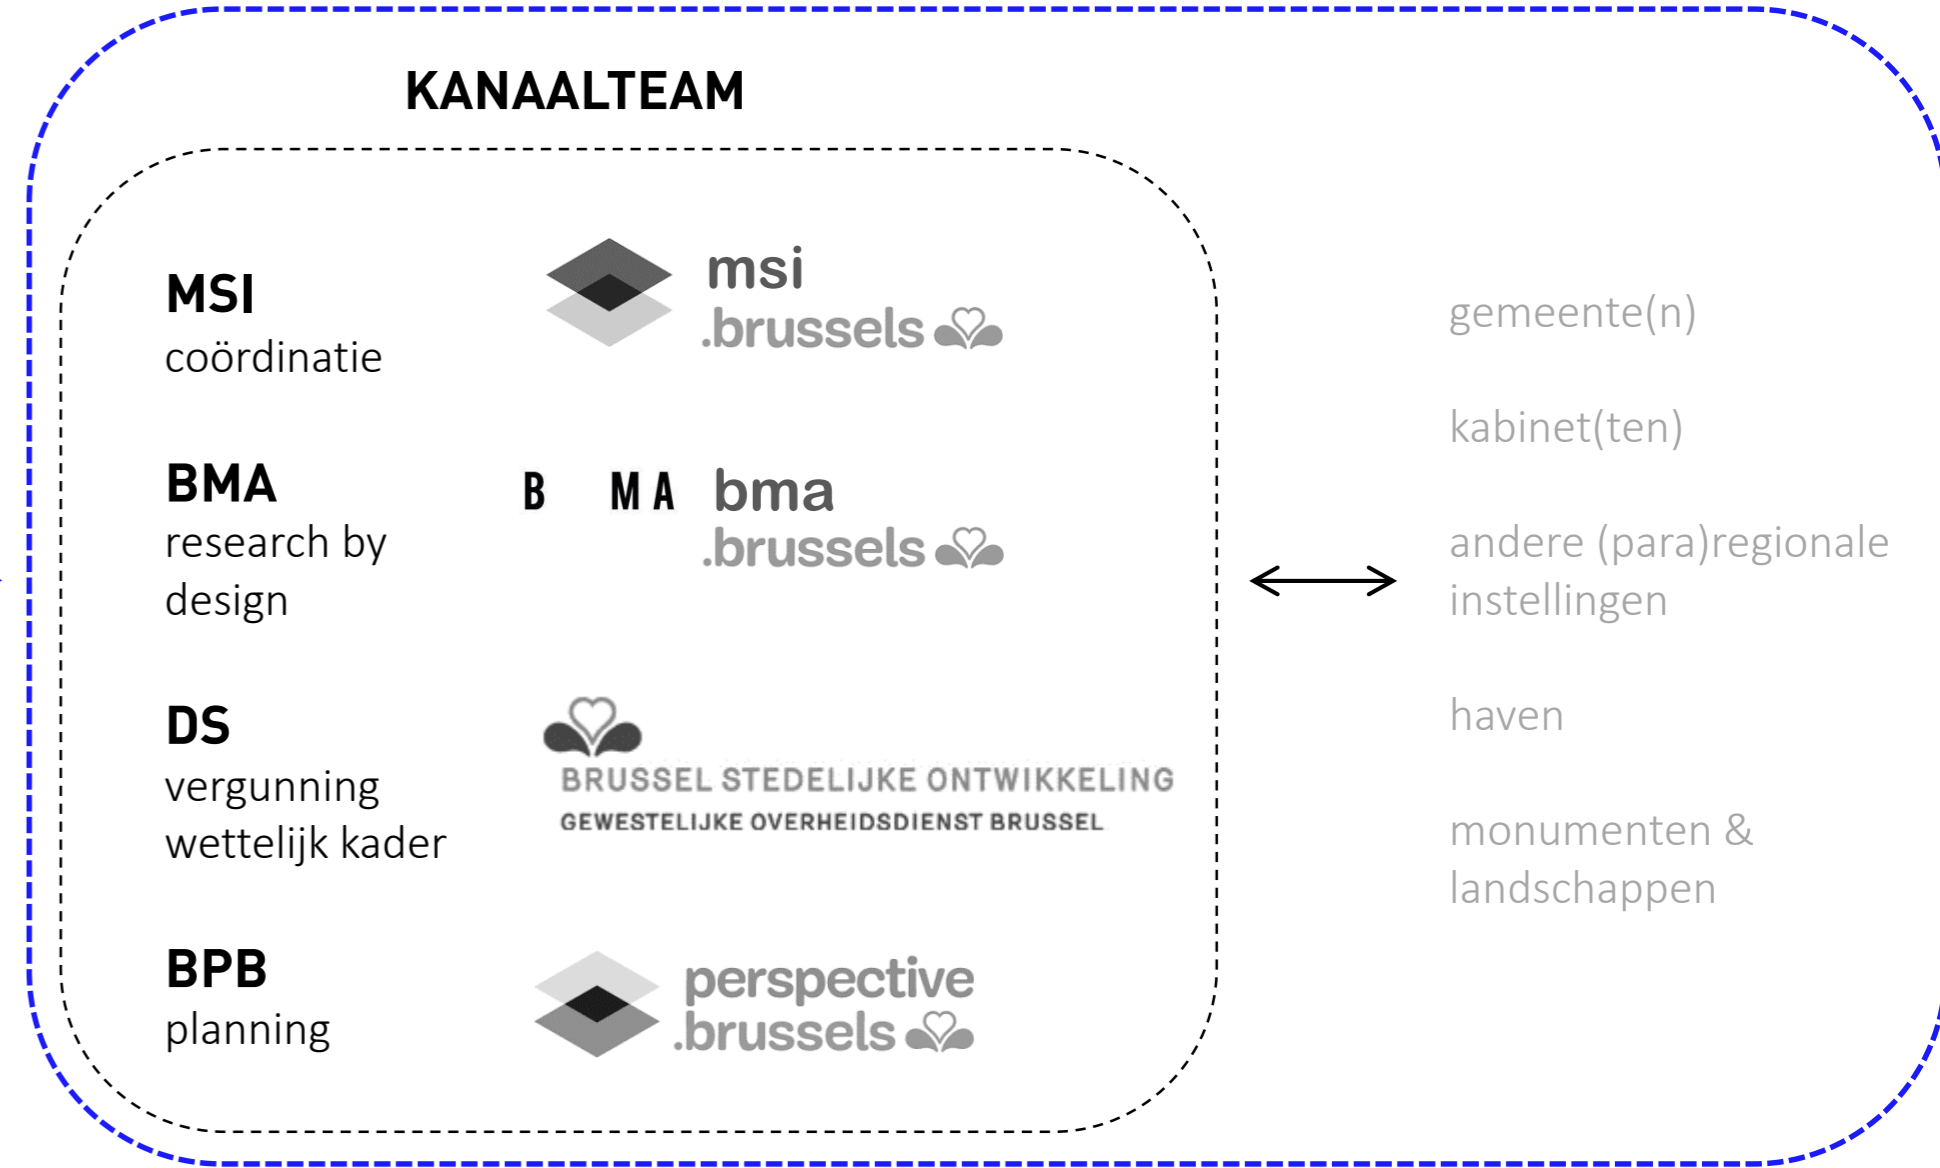 KANAALTEAM
MSI
coördinatie
msi
.brussels
BMA
research by
design
B MA
bma
.brussels
DS
vergunning
wettelijk kader
BRUSSEL STEDELIJKE ONTWIKKELING
GEWESTELIJKE OVERHEIDSDIENST BRUSSEL
BPB
planning
perspective
.brussels
gemeente(n)
kabinet(ten)
andere (para)regionale
instellingen
haven
monumenten &
landschappen